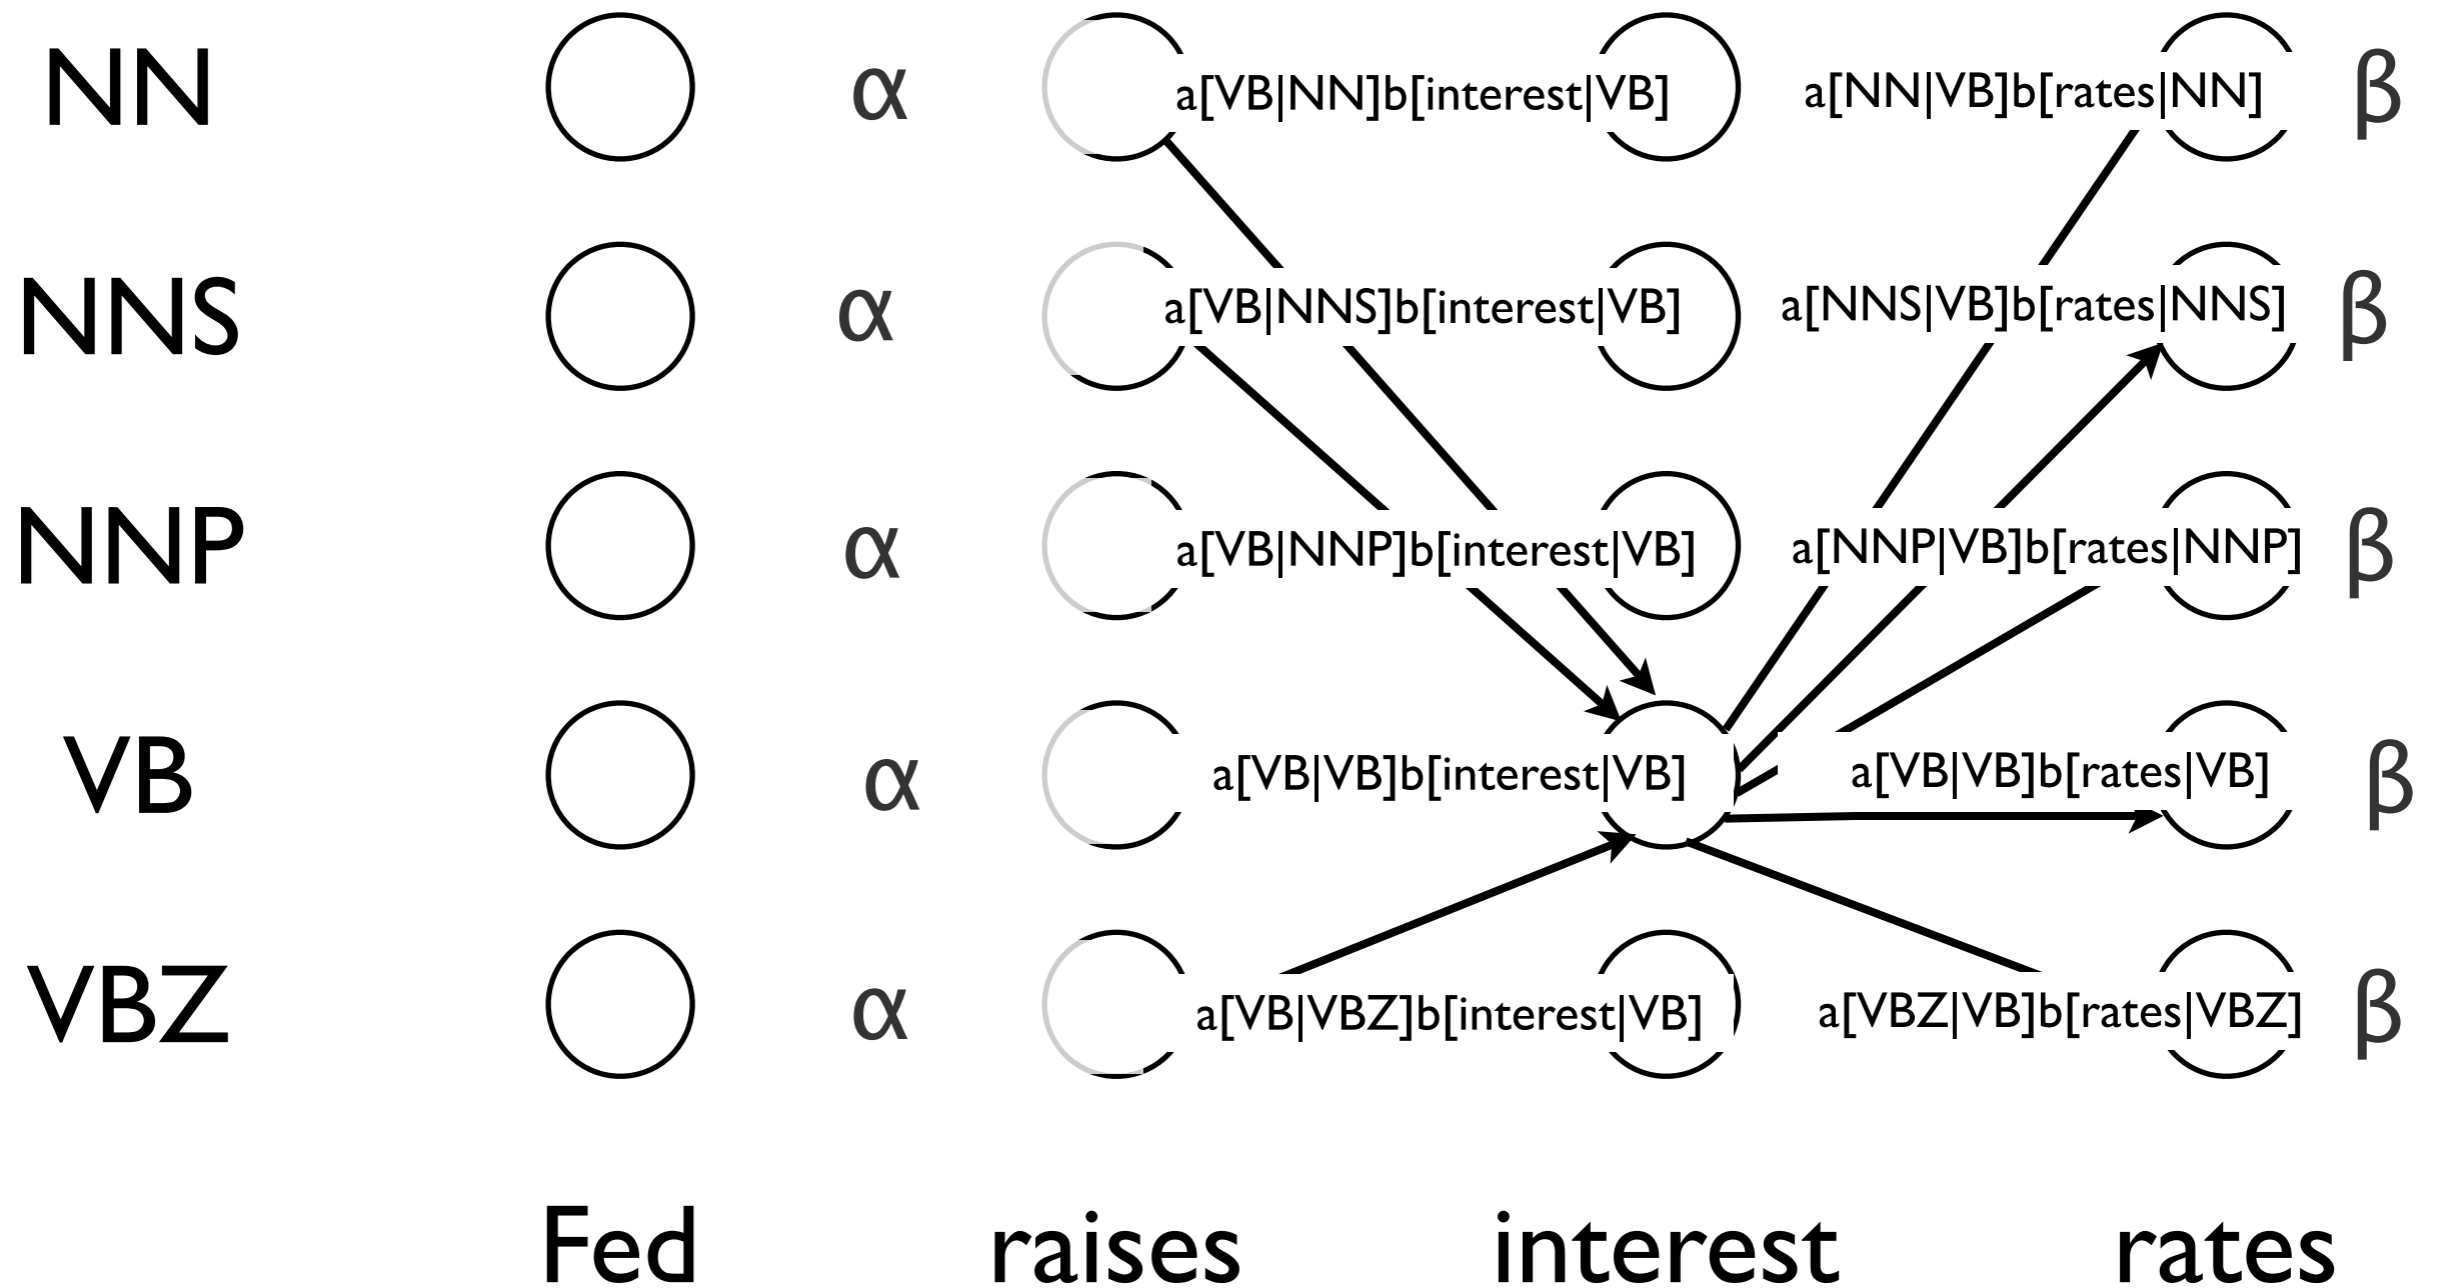 NN α a[VB|NN]b[interest|VB] a[NN|VB]b[rates|NN] β
NNS α a[VB|NNS]b[interest|VB] a[NNS|VB]b[rates|NNS] β
NNP α a[VB|NNP]b[interest|VB] a[NNP|VB]b[rates|NNP] β
VB α a[VB|VB]b[interest|VB] a[VB|VB]b[rates|VB] β
VBZ α a[VB|VBZ]b[interest|VB] a[VBZ|VB]b[rates|VBZ] β
Fed raises interest rates